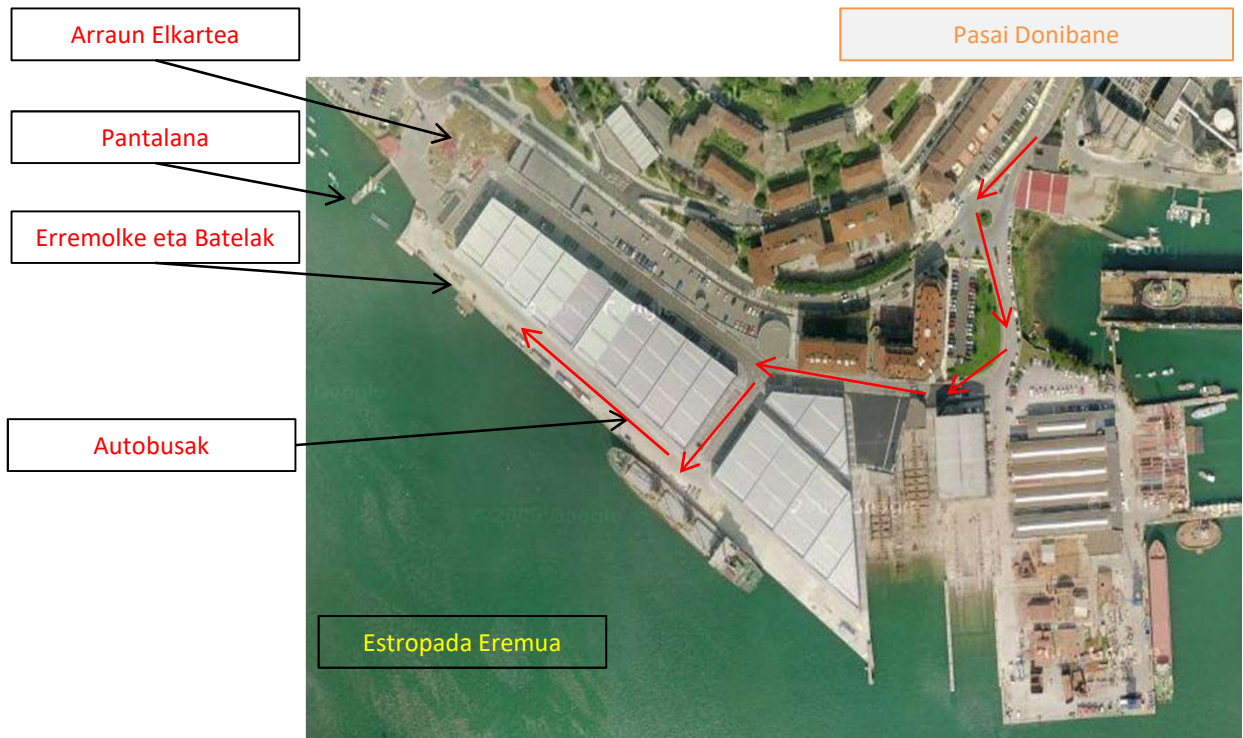 Arraun Elkartea
Pasai Donibane
Pantalana
Erremolke eta Batelak
Autobusak
Estropada Eremua